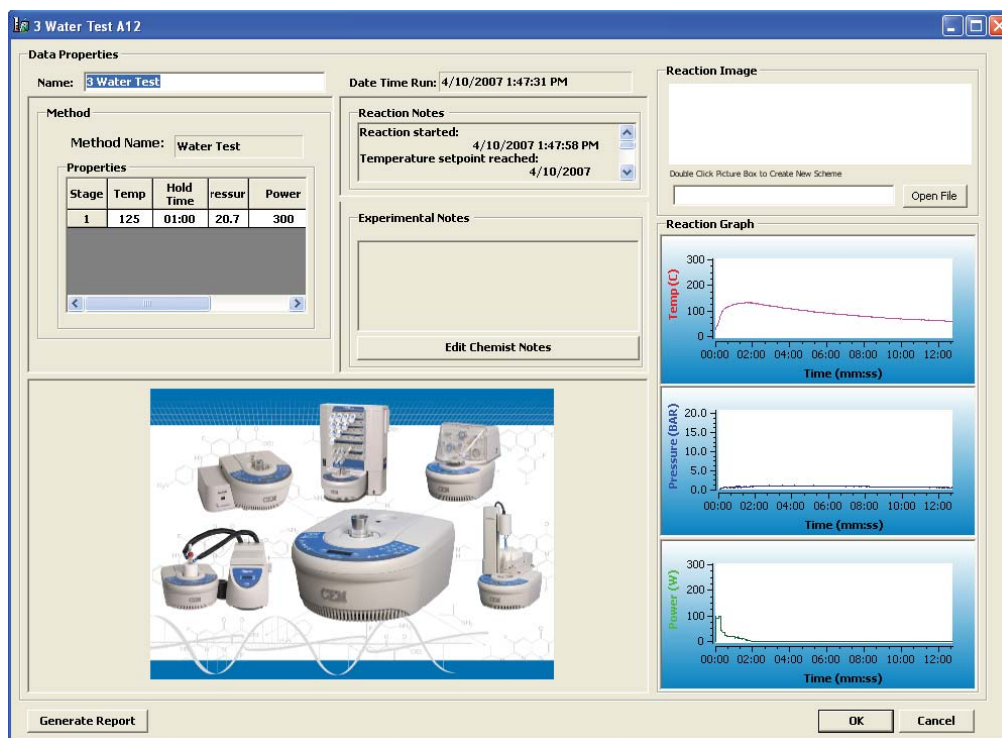 3 Water Test A12
Data Properties
Name: 3 Water Test
Date Time Run: 4/10/2007 1:47:31 PM
Method
Method Name: Water Test
Properties
Stage Temp Hold Time ressur Power
1 125 01:00 20.7 300
Reaction Notes
Reaction started:
4/10/2007 1:47:58 PM
Temperature setpoint reached:
4/10/2007
Experimental Notes
Edit Chemist Notes
Reaction Image
Double Click Picture Box to Create New Scheme
Open File
Reaction Graph
Temp (C)
300
200
100
0
00:00 02:00 04:00 06:00 08:00 10:00 12:00
Time (mm:ss)
Pressure (BAR)
20.0
15.0
10.0
5.0
0.0
00:00 02:00 04:00 06:00 08:00 10:00 12:00
Time (mm:ss)
Power (W)
300
200
100
0
00:00 02:00 04:00 06:00 08:00 10:00 12:00
Time (mm:ss)
CEM
CEM
Generate Report
OK
Cancel